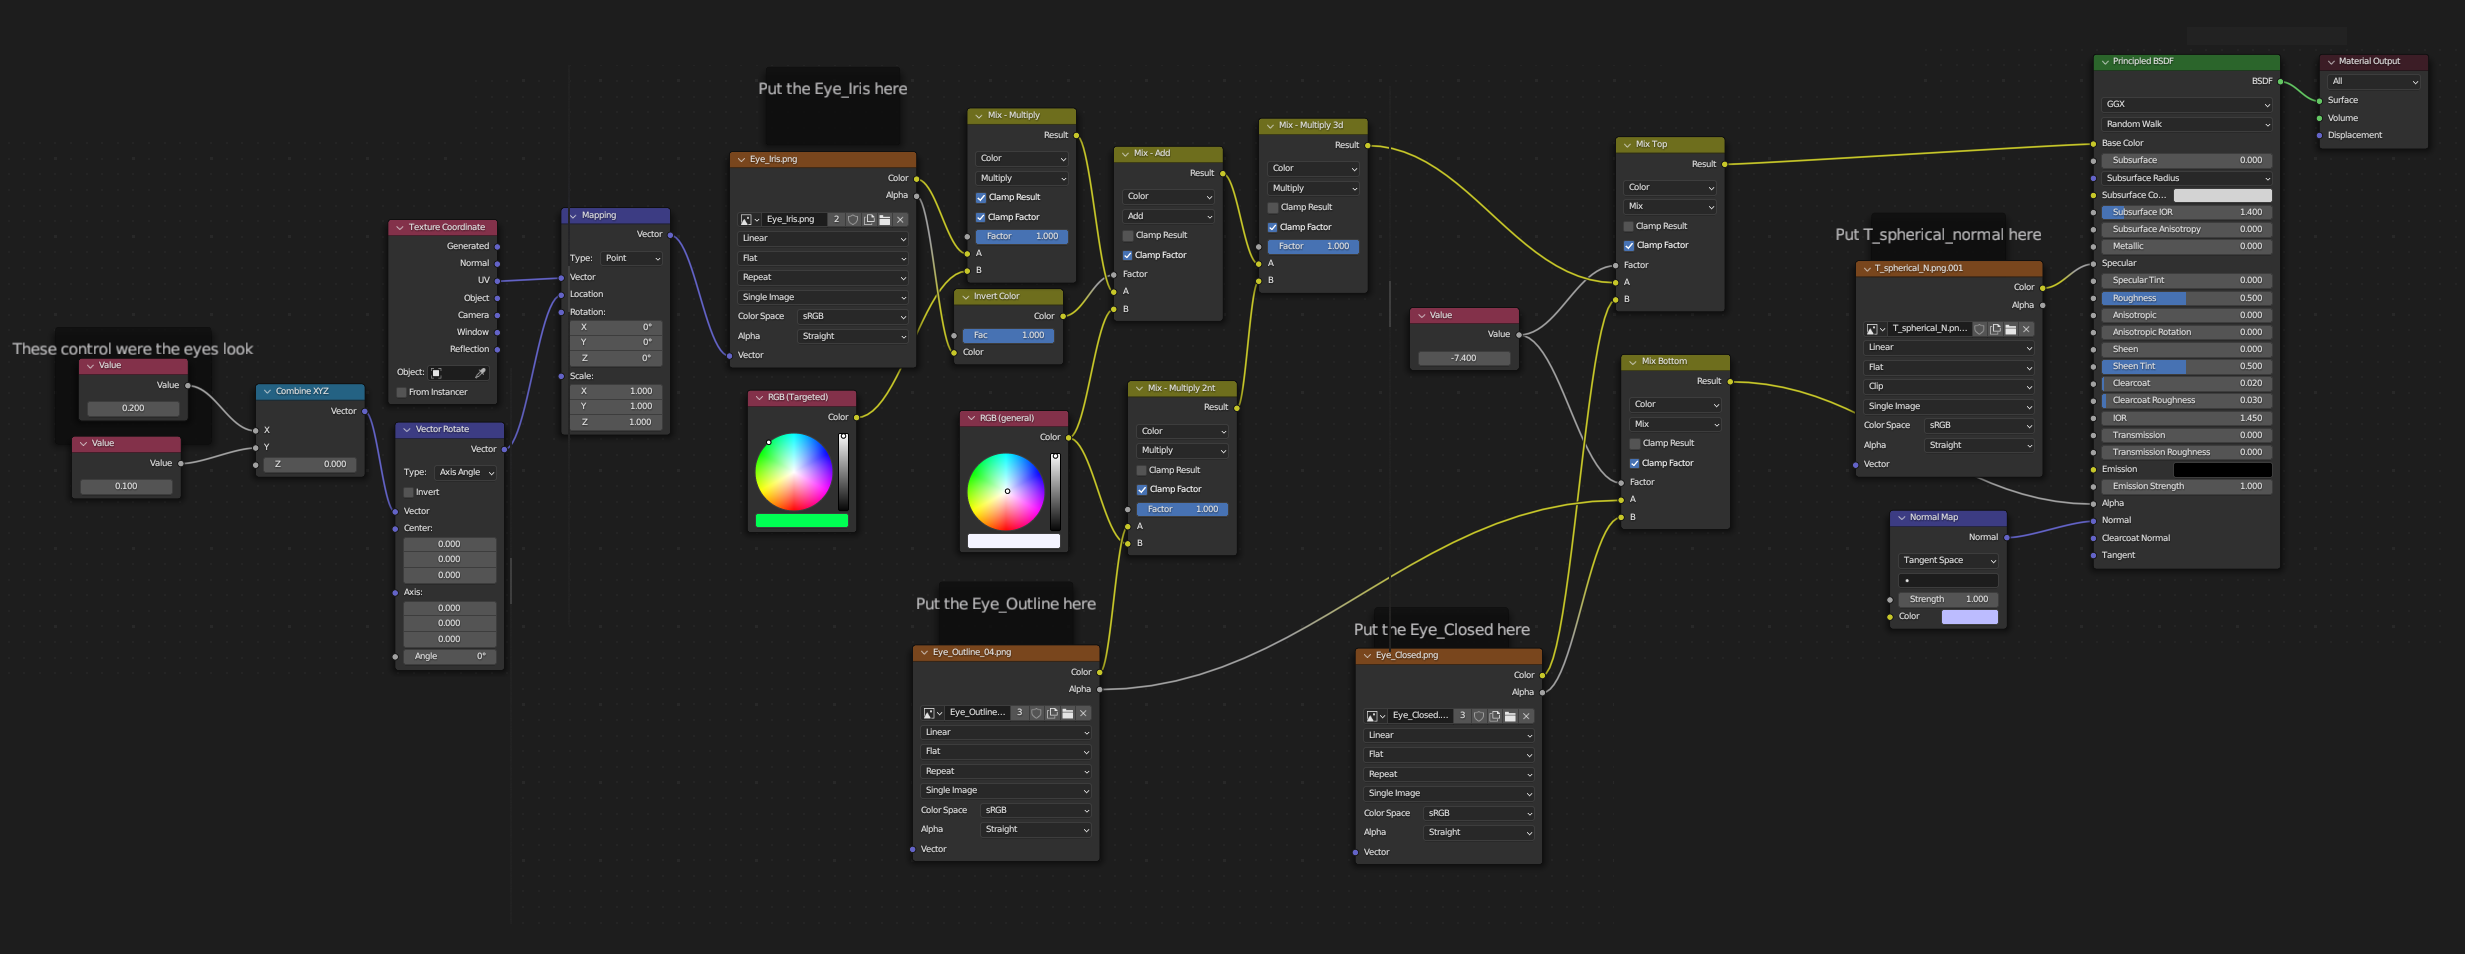 These control were the eyes look
Value
Value
0.200
Value
Value
0.100
Combine XYZ
Vector
X
Y
Z 0.000
Texture Coordinate
Generated
Normal
UV
Object
Camera
Window
Reflection
Object:
From Instancer
Vector Rotate
Vector
Type: Axis Angle
Invert
Vector
Center:
0.000
0.000
0.000
Axis:
0.000
0.000
0.000
Angle 0°
Mapping
Vector
Type: Point
Vector
Location
Rotation:
X 0°
Y 0°
Z 0°
Scale:
X 1.000
Y 1.000
Z 1.000
Put the Eye_Iris here
Eye_Iris.png
Color
Alpha
Eye_Iris.png 2
Linear
Flat
Repeat
Single Image
Color Space sRGB
Alpha Straight
Vector
RGB (Targeted)
Color
Mix - Multiply
Result
Color
Multiply
Clamp Result
Clamp Factor
Factor 1.000
A
B
Invert Color
Color
Fac 1.000
Color
RGB (general)
Color
Mix - Add
Result
Color
Add
Clamp Result
Clamp Factor
Factor
A
B
Mix - Multiply 2nt
Result
Color
Multiply
Clamp Result
Clamp Factor
Factor 1.000
A
B
Mix - Multiply 3d
Result
Color
Multiply
Clamp Result
Clamp Factor
Factor 1.000
A
B
Put the Eye_Outline here
Eye_Outline_04.png
Color
Alpha
Eye_Outline... 3
Linear
Flat
Repeat
Single Image
Color Space sRGB
Alpha Straight
Vector
Put the Eye_Closed here
Eye_Closed.png
Color
Alpha
Eye_Closed.... 3
Linear
Flat
Repeat
Single Image
Color Space sRGB
Alpha Straight
Vector
Value
Value
-7.400
Mix Top
Result
Color
Mix
Clamp Result
Clamp Factor
Factor
A
B
Mix Bottom
Result
Color
Mix
Clamp Result
Clamp Factor
Factor
A
B
Put T_spherical_normal here
T_spherical_N.png.001
Color
Alpha
T_spherical_N.pn...
Linear
Flat
Clip
Single Image
Color Space sRGB
Alpha Straight
Vector
Normal Map
Normal
Tangent Space
Strength 1.000
Color
Principled BSDF
BSDF
GGX
Random Walk
Base Color
Subsurface 0.000
Subsurface Radius
Subsurface Co...
Subsurface IOR 1.400
Subsurface Anisotropy 0.000
Metallic 0.000
Specular
Specular Tint 0.000
Roughness 0.500
Anisotropic 0.000
Anisotropic Rotation 0.000
Sheen 0.000
Sheen Tint 0.500
Clearcoat 0.020
Clearcoat Roughness 0.030
IOR 1.450
Transmission 0.000
Transmission Roughness 0.000
Emission
Emission Strength 1.000
Alpha
Normal
Clearcoat Normal
Tangent
Material Output
All
Surface
Volume
Displacement